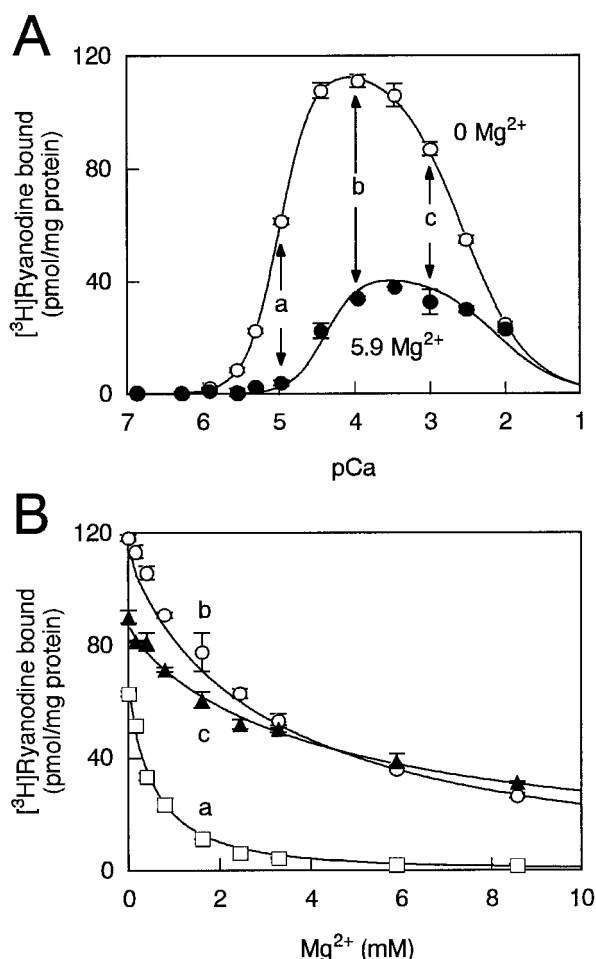 A
[³H]Ryanodine bound
(pmol/mg protein)
120
80
40
0
0 Mg²⁺
b
c
a
5.9 Mg²⁺
7 6 5 4 3 2 1
pCa
B
[³H]Ryanodine bound
(pmol/mg protein)
120
80
40
0
b
c
a
0 2 4 6 8 10
Mg²⁺ (mM)